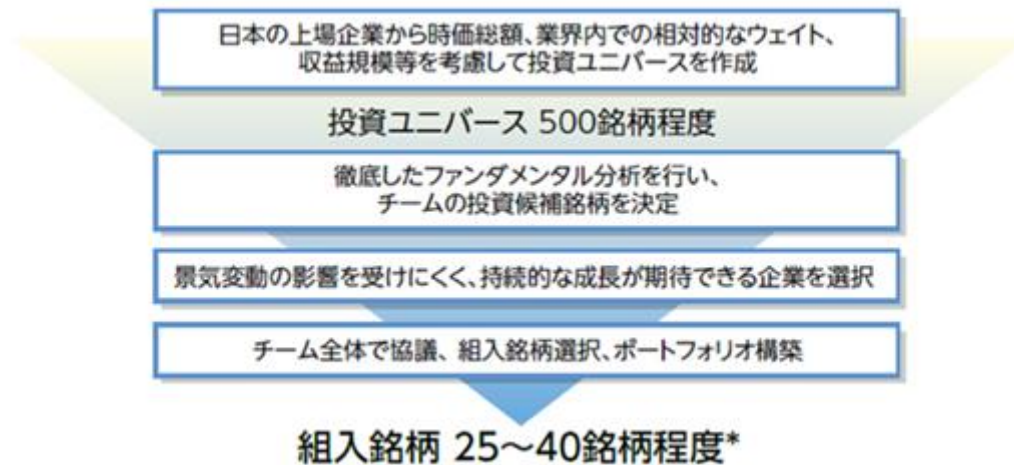 日本の上場企業から時価総額、業界内での相対的なウェイト、
収益規模等を考慮して投資ユニバースを作成
投資ユニバース 500銘柄程度
徹底したファンダメンタル分析を行い、
チームの投資候補銘柄を決定
景気変動の影響を受けにくく、持続的な成長が期待できる企業を選択
チーム全体で協議、組入銘柄選択、ポートフォリオ構築
組入銘柄 25～40銘柄程度*